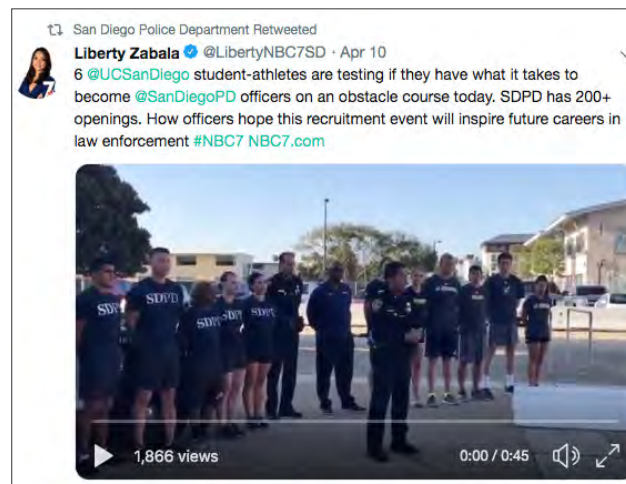 San Diego Police Department Retweeted
Liberty Zabala @LibertyNBC7SD · Apr 10
6 @UCSanDiego student-athletes are testing if they have what it takes to
become @SanDiegoPD officers on an obstacle course today. SDPD has 200+
openings. How officers hope this recruitment event will inspire future careers in
law enforcement #NBC7 NBC7.com
SDPD
SDPD
SDPD
1,866 views
0:00 / 0:45